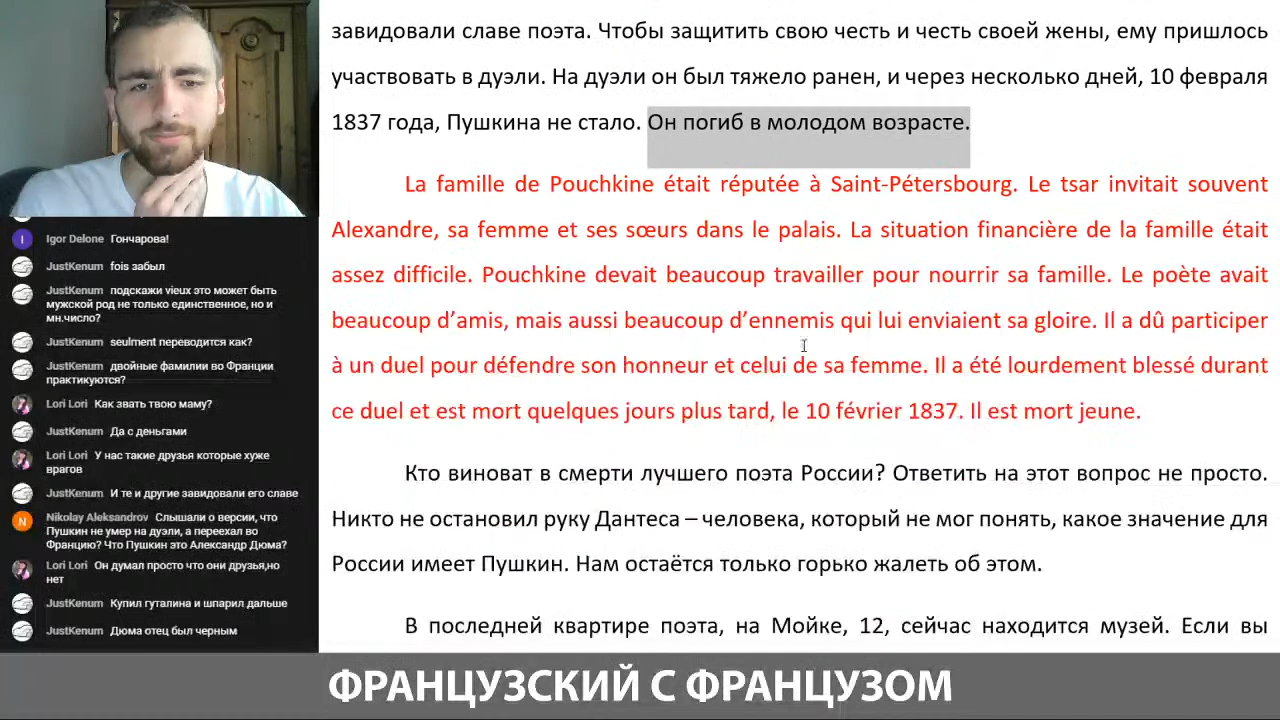 завидовали славе поэта. Чтобы защитить свою честь и честь своей жены, ему пришлось
участвовать в дуэли. На дуэли он был тяжело ранен, и через несколько дней, 10 февраля
1837 года, Пушкина не стало. Он погиб в молодом возрасте.
La famille de Pouchkine était réputée à Saint-Pétersbourg. Le tsar invitait souvent
Alexandre, sa femme et ses sœurs dans le palais. La situation financière de la famille était
assez difficile. Pouchkine devait beaucoup travailler pour nourrir sa famille. Le poète avait
beaucoup d’amis, mais aussi beaucoup d’ennemis qui lui enviaient sa gloire. Il a dû participer
à un duel pour défendre son honneur et celui de sa femme. Il a été lourdement blessé durant
ce duel et est mort quelques jours plus tard, le 10 février 1837. Il est mort jeune.
Кто виноват в смерти лучшего поэта России? Ответить на этот вопрос не просто.
Никто не остановил руку Дантеса – человека, который не мог понять, какое значение для
России имеет Пушкин. Нам остаётся только горько жалеть об этом.
В последней квартире поэта, на Мойке, 12, сейчас находится музей. Если вы
I Igor Delone Гончарова!
JustKenum fois забыл
JustKenum подскажи vieux это может быть
мужской род не только единственное, но и
мн.число?
JustKenum seulment переводится как?
JustKenum двойные фамилии во Франции
практикуются?
Lori Lori Как звать твою маму?
JustKenum Да с деньгами
Lori Lori У нас такие друзья которые хуже
врагов
JustKenum И те и другие завидовали его славе
N Nikolay Aleksandrov Слышали о версии, что
Пушкин не умер на дуэли, а переехал во
Францию? Что Пушкин это Александр Дюма?
Lori Lori Он думал просто что они друзья,но
нет
JustKenum Купил гуталина и шпарил дальше
JustKenum Дюма отец был черным
ФРАНЦУЗСКИЙ С ФРАНЦУЗОМ